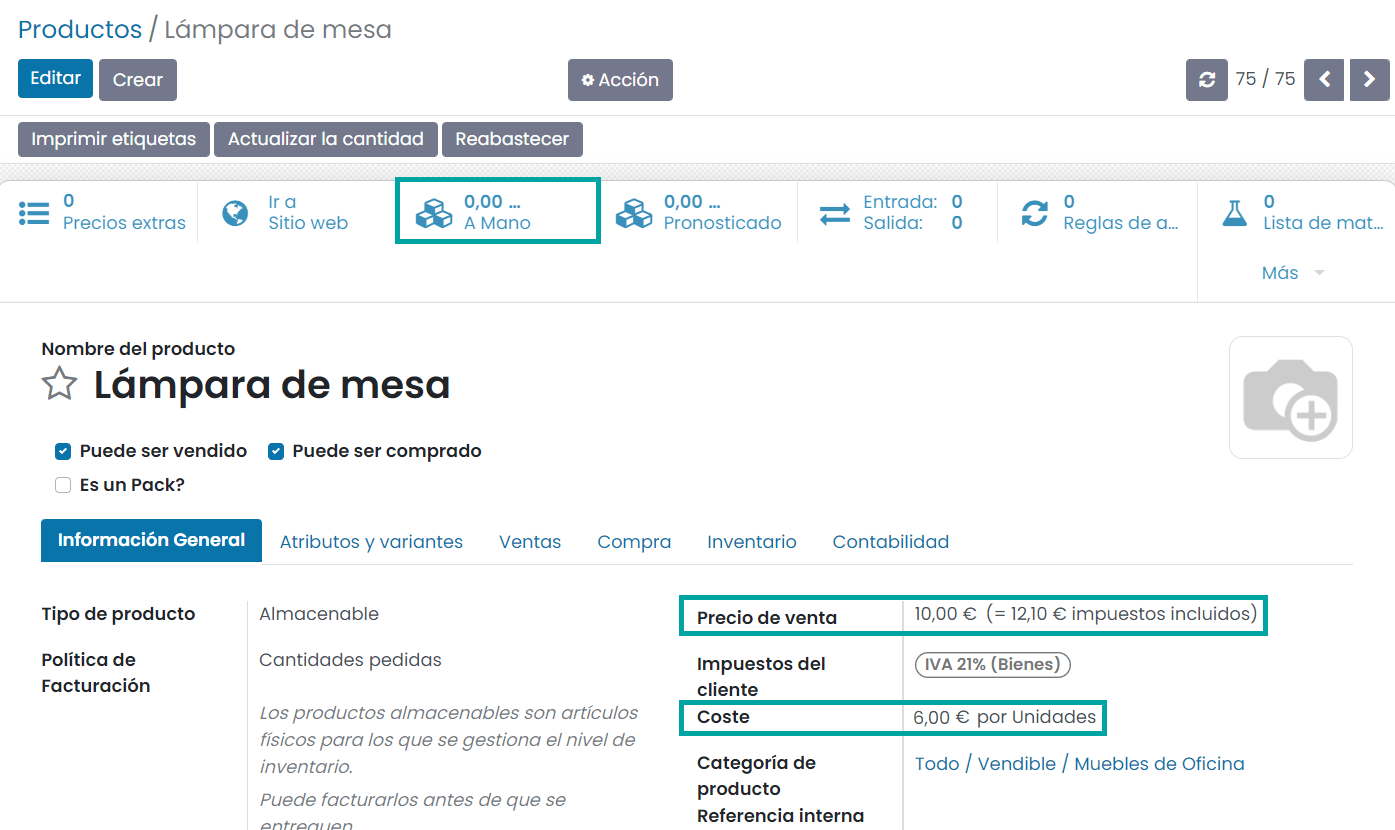 Productos / Lámpara de mesa
Editar
Crear
Acción
75 / 75
Imprimir etiquetas
Actualizar la cantidad
Reabastecer
0
Precios extras
Ir a
Sitio web
0,00 ...
A Mano
0,00 ...
Pronosticado
Entrada: 0
Salida: 0
0
Reglas de a...
0
Lista de mat...
Más
Nombre del producto
Lámpara de mesa
Puede ser vendido
Puede ser comprado
Es un Pack?
Información General
Atributos y variantes
Ventas
Compra
Inventario
Contabilidad
Tipo de producto
Almacenable
Política de
Facturación
Cantidades pedidas
Los productos almacenables son artículos
físicos para los que se gestiona el nivel de
inventario.
Puede facturarlos antes de que se
entreguen
Precio de venta
10,00 € (= 12,10 € impuestos incluidos)
Impuestos del
cliente
IVA 21% (Bienes)
Coste
6,00 € por Unidades
Categoría de
producto
Todo / Vendible / Muebles de Oficina
Referencia interna